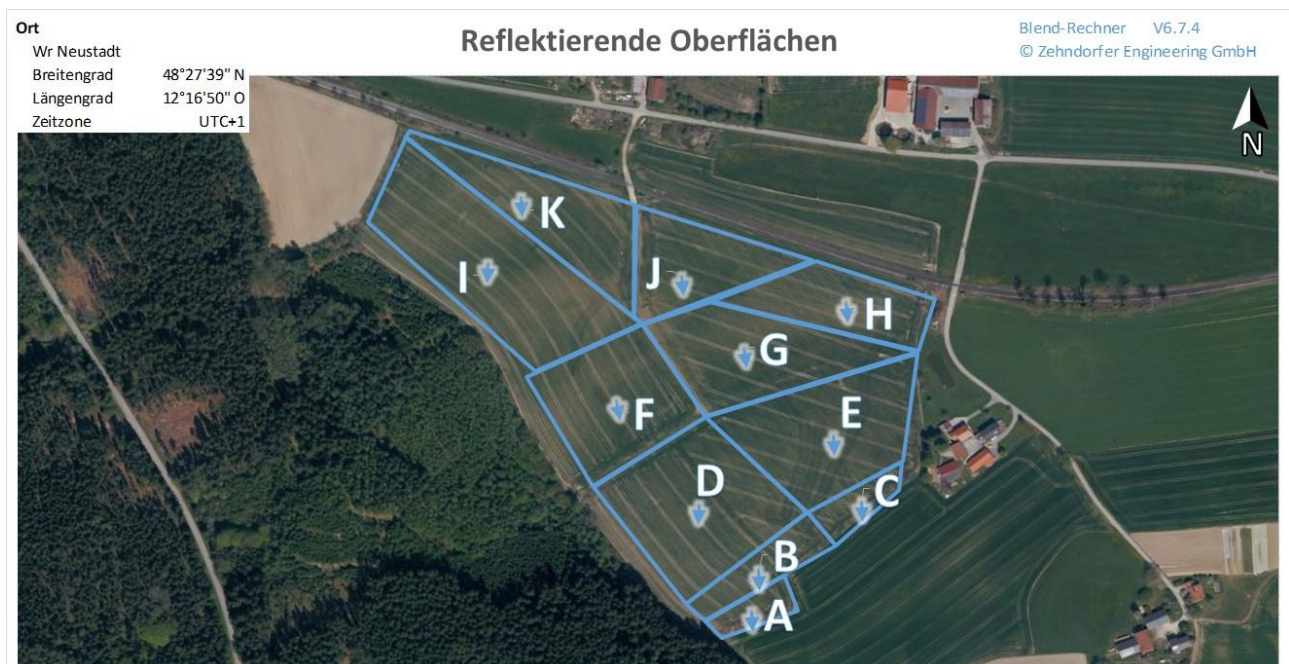 Ort
Wr Neustadt
Breitengrad 48°27'39" N
Längengrad 12°16'50" O
Zeitzone UTC+1
Reflektierende Oberflächen
Blend-Rechner V6.7.4
© Zehndorfer Engineering GmbH
N
K
I
J
H
G
F
E
D
C
B
A